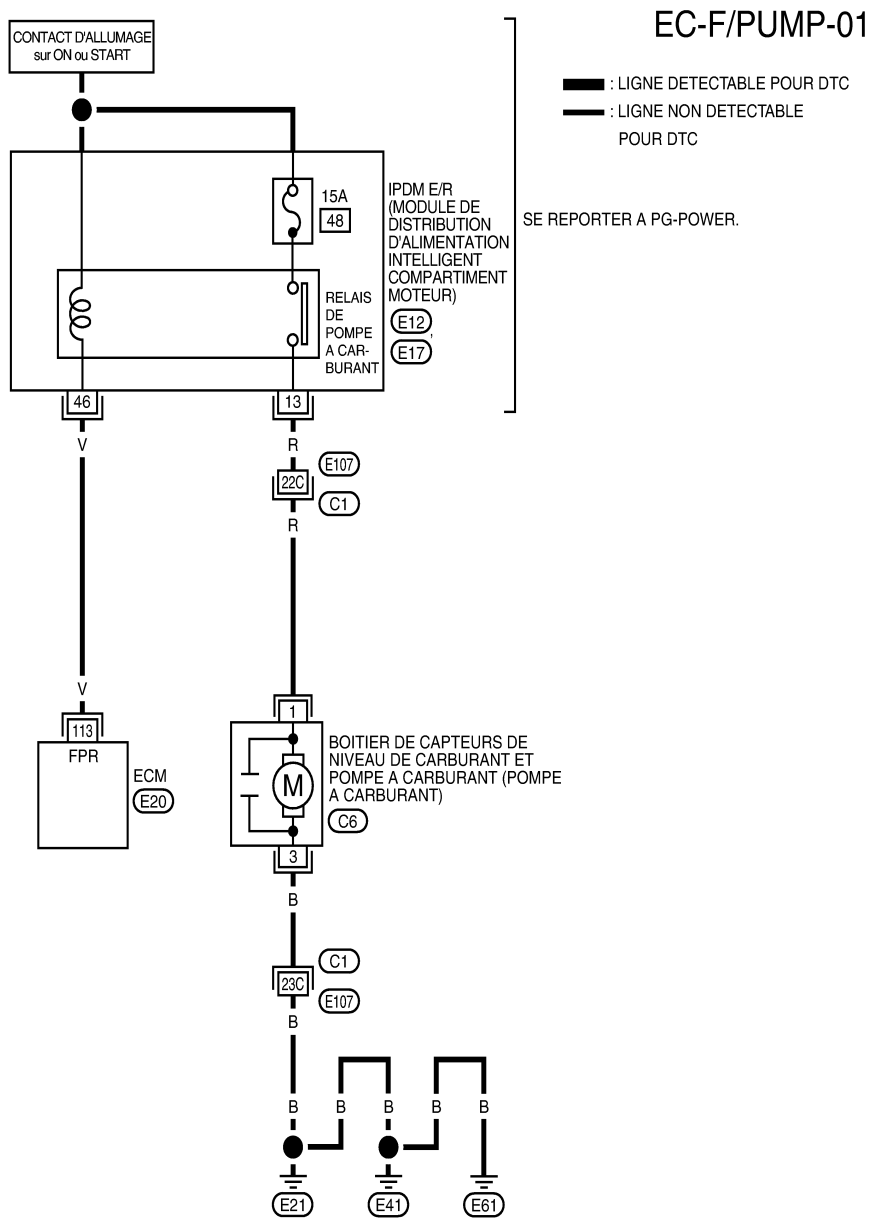 EC-F/PUMP-01
CONTACT D'ALLUMAGE
sur ON ou START
: LIGNE DETECTABLE POUR DTC
: LIGNE NON DETECTABLE
POUR DTC
15A
48
IPDM E/R
(MODULE DE
DISTRIBUTION
D'ALIMENTATION
INTELLIGENT
COMPARTIMENT
MOTEUR)
E12,
E17
SE REPORTER A PG-POWER.
RELAIS
DE
POMPE
A CAR-
BURANT
46
13
V
R
E107
22C
C1
R
V
113
FPR
ECM
E20
1
M
BOITIER DE CAPTEURS DE
NIVEAU DE CARBURANT ET
POMPE A CARBURANT (POMPE
A CARBURANT)
C6
3
B
C1
23C
E107
B
B B B B B
E21 E41 E61